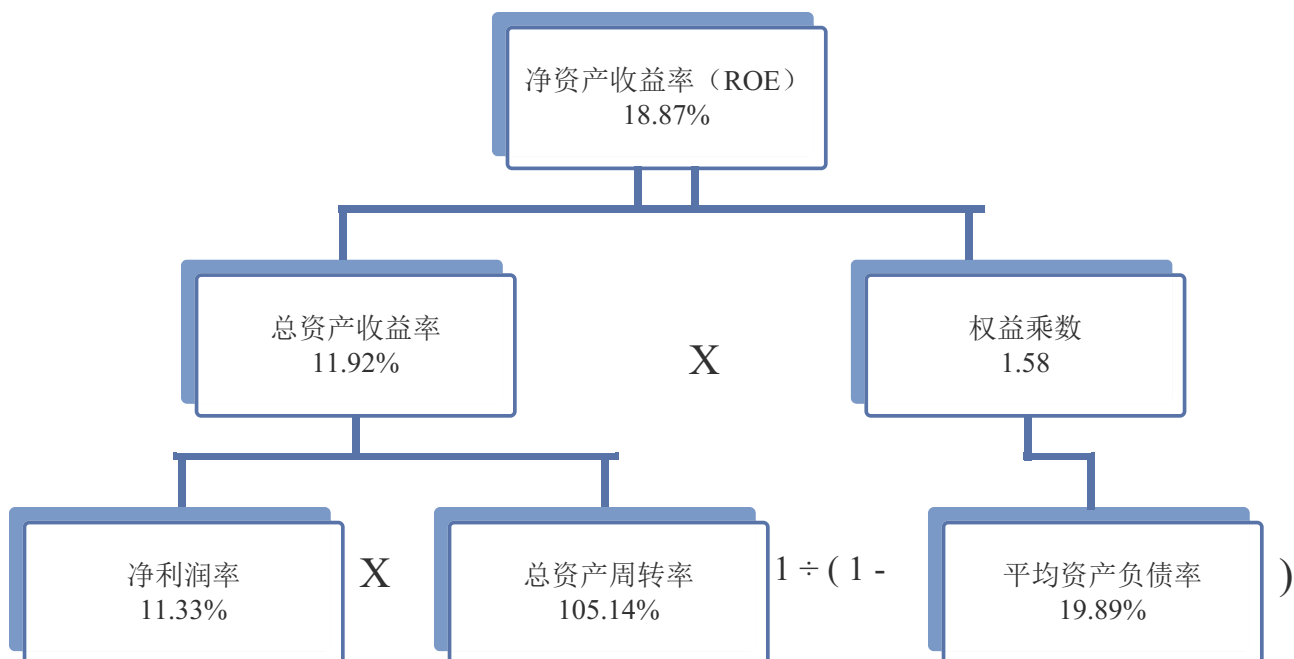 净资产收益率（ROE）
18.87%
总资产收益率
11.92%
X
权益乘数
1.58
净利润率
11.33%
X
总资产周转率
105.14%
1 ÷ ( 1 -
平均资产负债率
19.89%
)